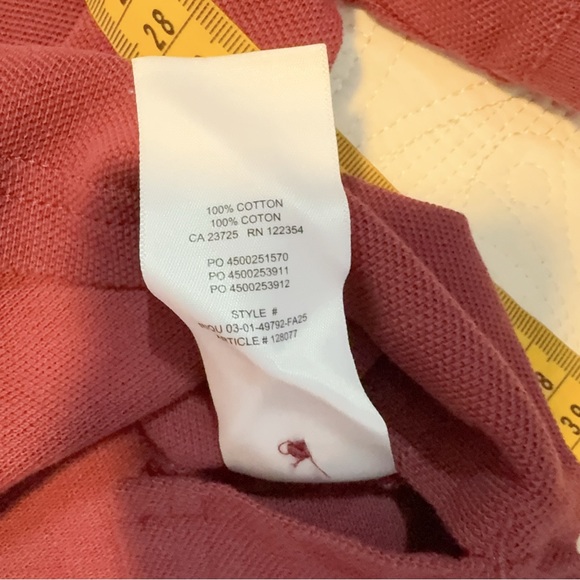 28
100% COTTON
100% COTON
CA 23725 RN 122354
PO 4500251570
PO 4500253911
PO 4500253912
STYLE #
03-01-49792-FA25
ARTICLE # 128077